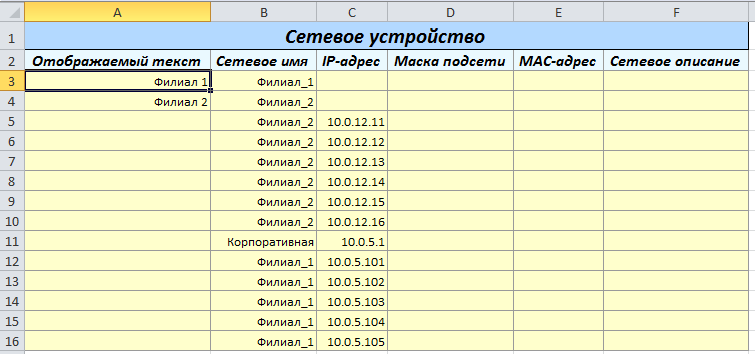 A B C D E F
1 Сетевое устройство
2 Отображаемый текст Сетевое имя IP-адрес Маска подсети MAC-адрес Сетевое описание
3 Филиал 1 Филиал_1
4 Филиал 2 Филиал_2
5 Филиал_2 10.0.12.11
6 Филиал_2 10.0.12.12
7 Филиал_2 10.0.12.13
8 Филиал_2 10.0.12.14
9 Филиал_2 10.0.12.15
10 Филиал_2 10.0.12.16
11 Корпоративная 10.0.5.1
12 Филиал_1 10.0.5.101
13 Филиал_1 10.0.5.102
14 Филиал_1 10.0.5.103
15 Филиал_1 10.0.5.104
16 Филиал_1 10.0.5.105